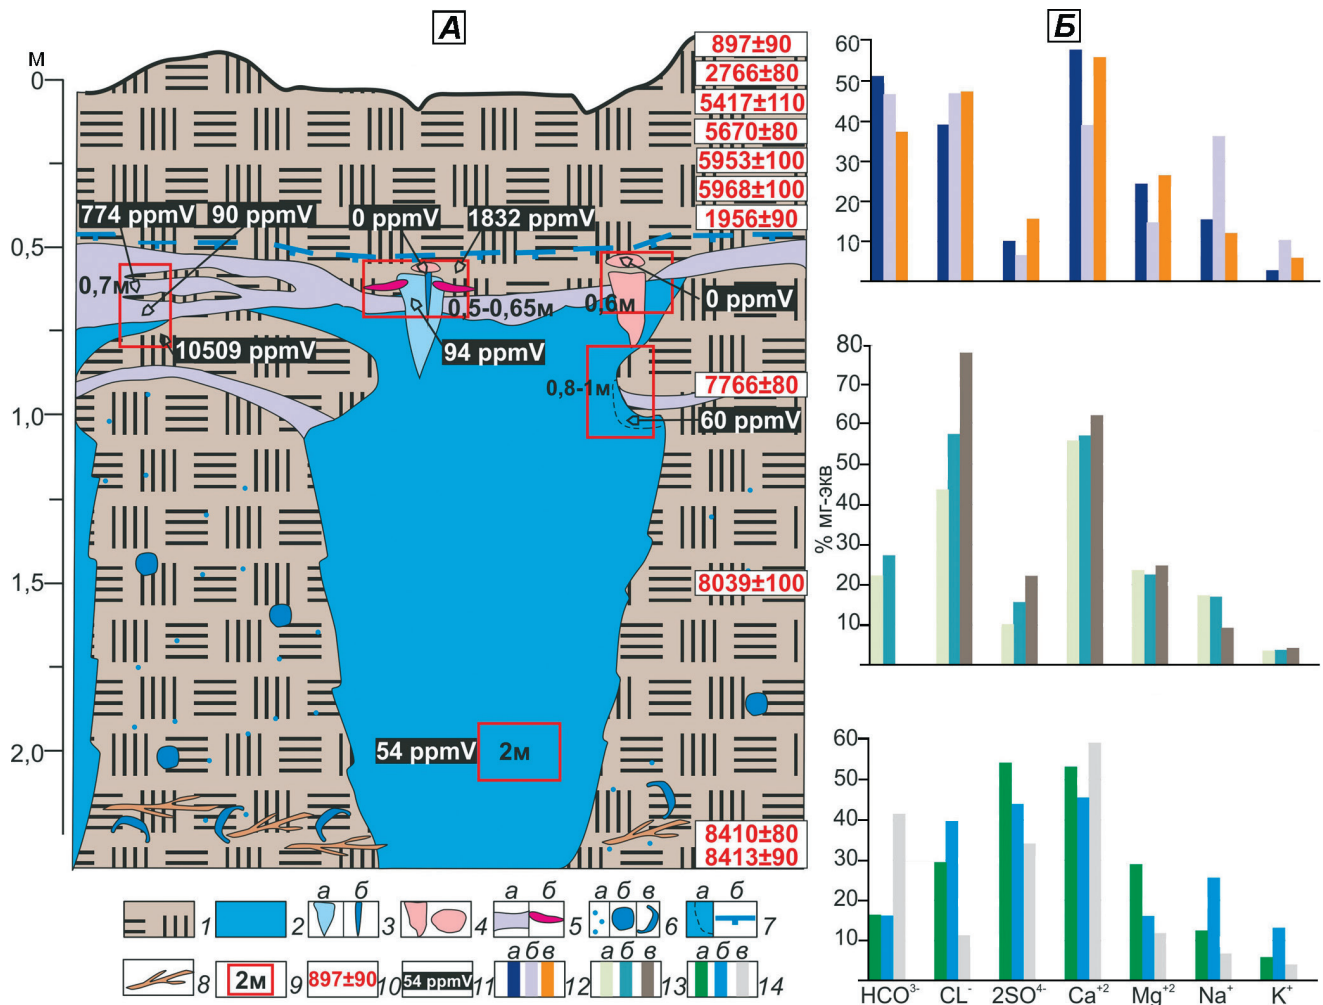 А
Б
м
0
0,5
1,0
1,5
2,0
897±90
2766±80
5417±110
5670±80
5953±100
5968±100
1956±90
774 ppmV
90 ppmV
0 ppmV
1832 ppmV
0,7м
0,5-0,65м
0,6м
0 ppmV
10509 ppmV
94 ppmV
7766±80
0,8-1м
60 ppmV
8039±100
54 ppmV
2м
8410±80
8413±90
а б
а б
а б в
а б
1
2
3
4
5
6
7
а б в
а б в
а б в
8
2м
9
897±90
10
54 ppmV
11
12
13
14
60
50
40
30
20
10
80
70
60
50
40
30
20
10
% мг-экв
60
50
40
30
20
10
HCO³⁻ CL⁻ 2SO⁴⁻ Ca⁺² Mg⁺² Na⁺ K⁺